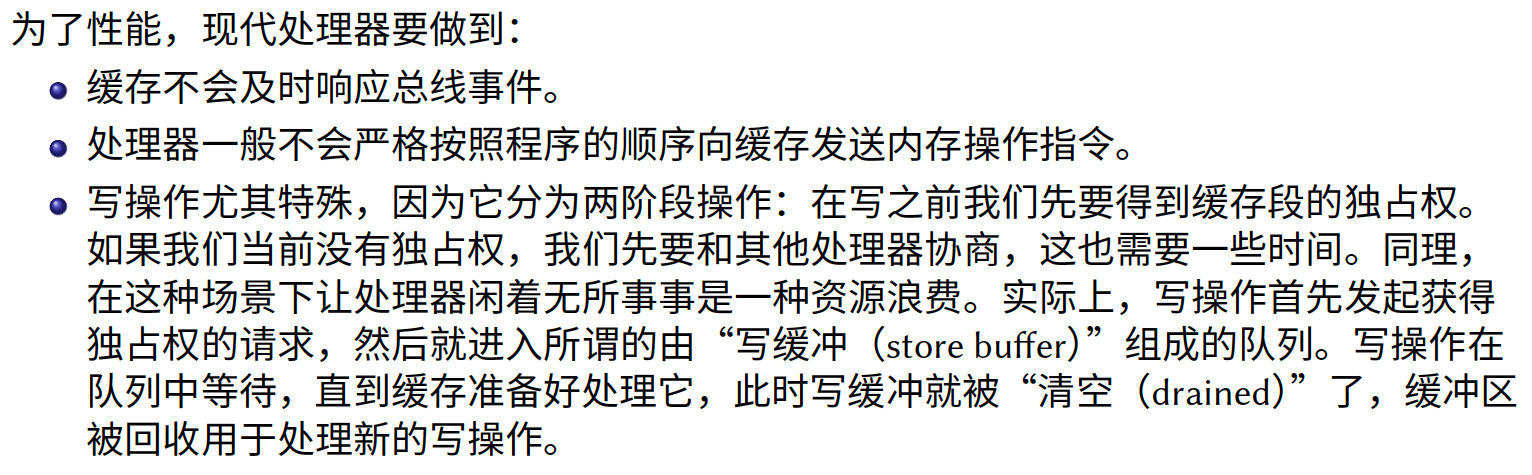 为了性能，现代处理器要做到：
缓存不会及时响应总线事件。
处理器一般不会严格按照程序的顺序向缓存发送内存操作指令。
写操作尤其特殊，因为它分为两阶段操作：在写之前我们先要得到缓存段的独占权。
如果我们当前没有独占权，我们先要和其他处理器协商，这也需要一些时间。同理，
在这种场景下让处理器闲着无所事事是一种资源浪费。实际上，写操作首先发起获得
独占权的请求，然后就进入所谓的由“写缓冲（store buffer）”组成的队列。写操作在
队列中等待，直到缓存准备好处理它，此时写缓冲就被“清空（drained）”了，缓冲区
被回收用于处理新的写操作。